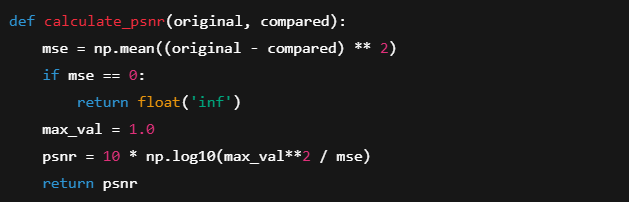 def calculate_psnr(original, compared):
    mse = np.mean((original - compared) ** 2)
    if mse == 0:
        return float('inf')
    max_val = 1.0
    psnr = 10 * np.log10(max_val**2 / mse)
    return psnr